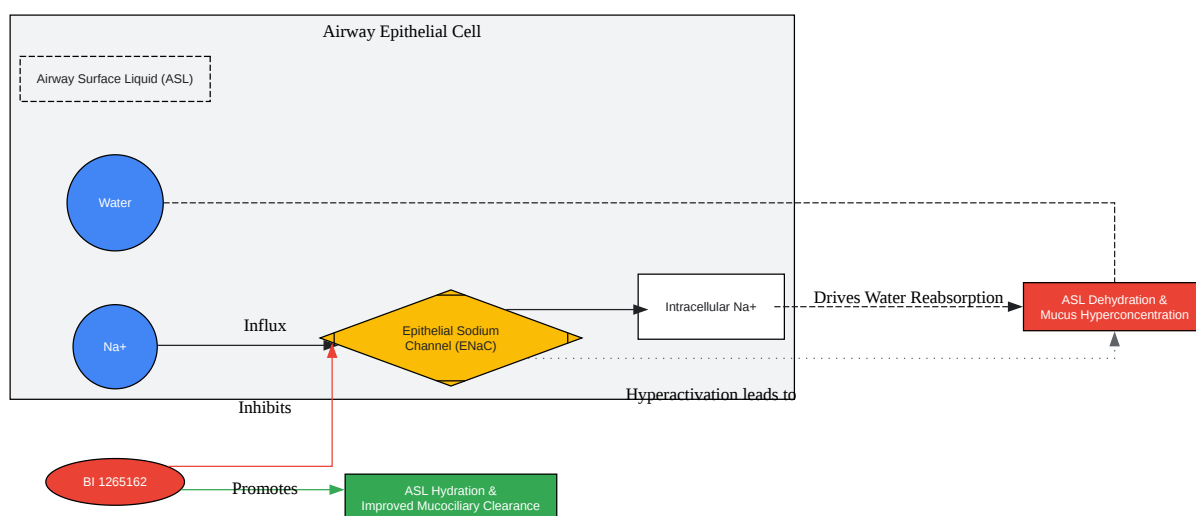 Airway Epithelial Cell
Airway Surface Liquid (ASL)
Water
Na+
Influx
Epithelial Sodium
Channel (ENaC)
Intracellular Na+
Drives Water Reabsorption
ASL Dehydration &
Mucus Hyperconcentration
Hyperactivation leads to
Inhibits
BI 1265162
Promotes
ASL Hydration &
Improved Mucociliary Clearance